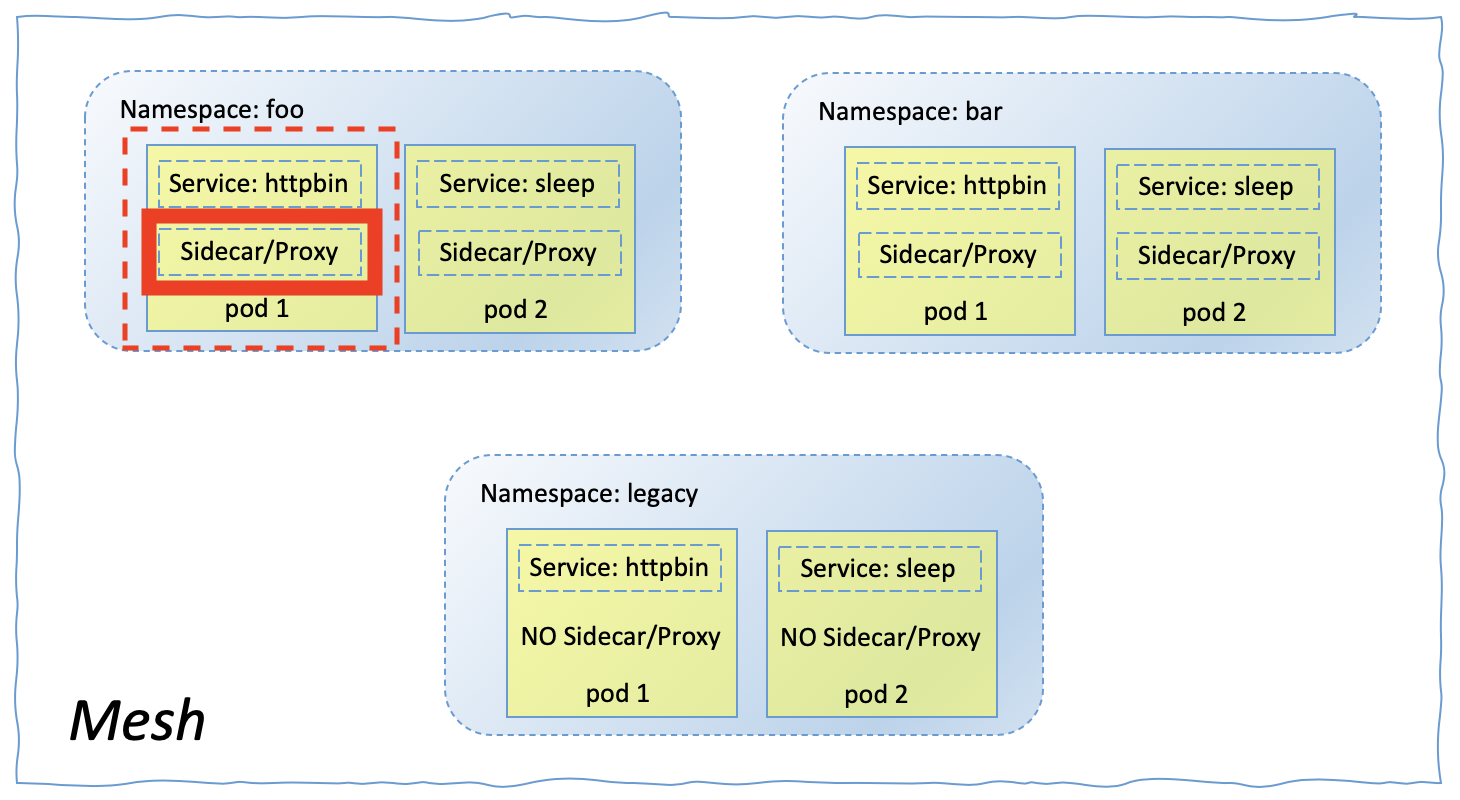 Namespace: foo
Service: httpbin
Sidecar/Proxy
pod 1
Service: sleep
Sidecar/Proxy
pod 2
Namespace: bar
Service: httpbin
Sidecar/Proxy
pod 1
Service: sleep
Sidecar/Proxy
pod 2
Namespace: legacy
Service: httpbin
NO Sidecar/Proxy
pod 1
Service: sleep
NO Sidecar/Proxy
pod 2
Mesh